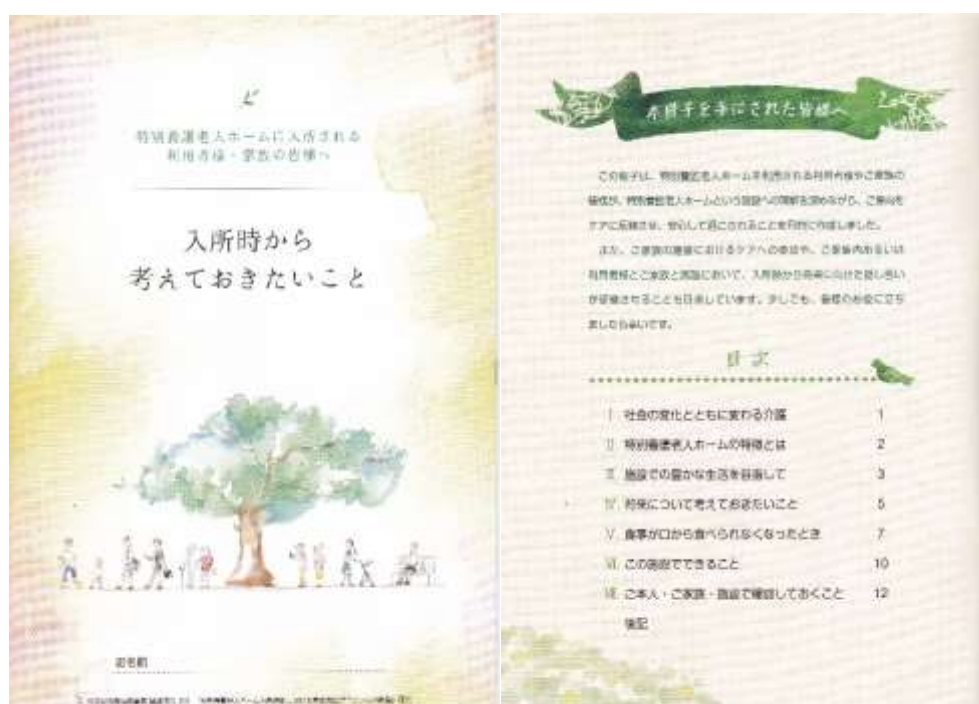 特別養護老人ホームに入所される
利用者様・家族の皆様へ
入所時から
考えておきたいこと
お名前
本冊子を手にされた皆様へ
この冊子は、特別養護老人ホームを利用される利用者様やご家族の
皆様が、特別養護老人ホームという施設への理解を深めながら、ご意向を
ケアに反映させ、安心して過ごされることを目的に作成しました。
また、ご家族の施設におけるケアへの参加や、ご家族内あるいは
利用者様とご家族と施設において、入所時から将来に向けた話し合い
が促進されることも目指しています。少しでも、皆様のお役に立ち
ましたら幸いです。
目次
Ⅰ 社会の変化とともに変わる介護 1
Ⅱ 特別養護老人ホームの特徴とは 2
Ⅲ 施設での豊かな生活を目指して 3
Ⅳ 将来について考えておきたいこと 5
Ⅴ 食事が口から食べられなくなったとき 7
Ⅵ この施設でできること 10
Ⅶ ご本人・ご家族・施設で確認しておくこと 12
後記